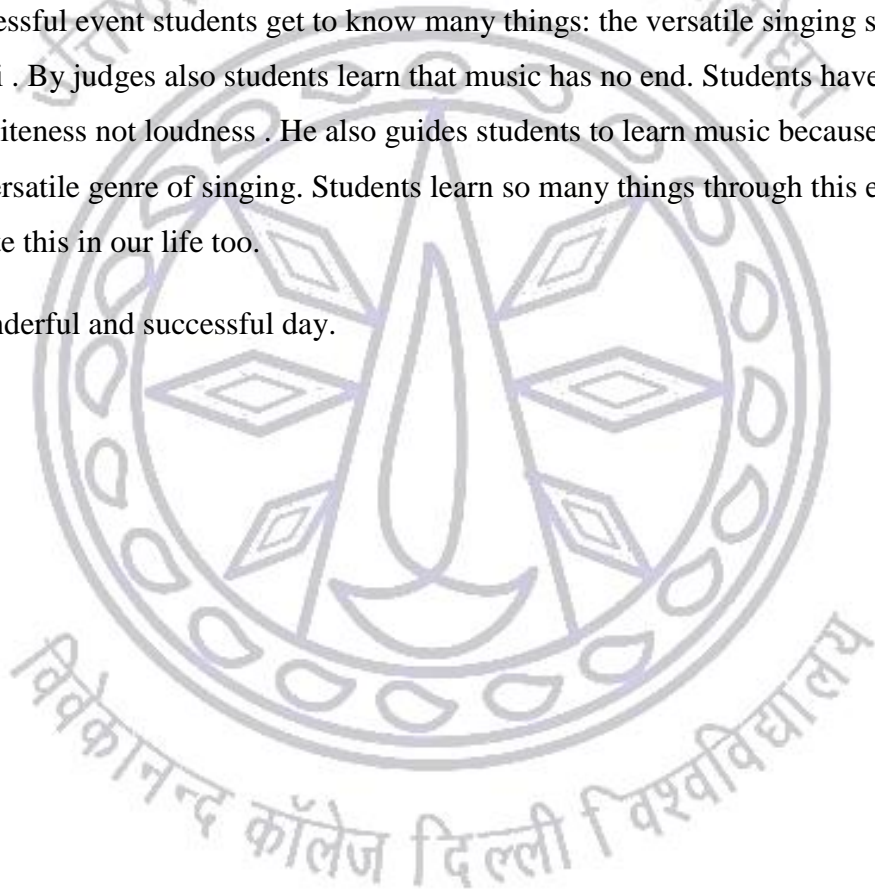 essful event students get to know many things: the versatile singing s
i . By judges also students learn that music has no end. Students have
iteness not loudness . He also guides students to learn music because
ersatile genre of singing. Students learn so many things through this e
e this in our life too.
nderful and successful day.
विवेकानन्द कॉलेज दिल्ली विश्वविद्यालय